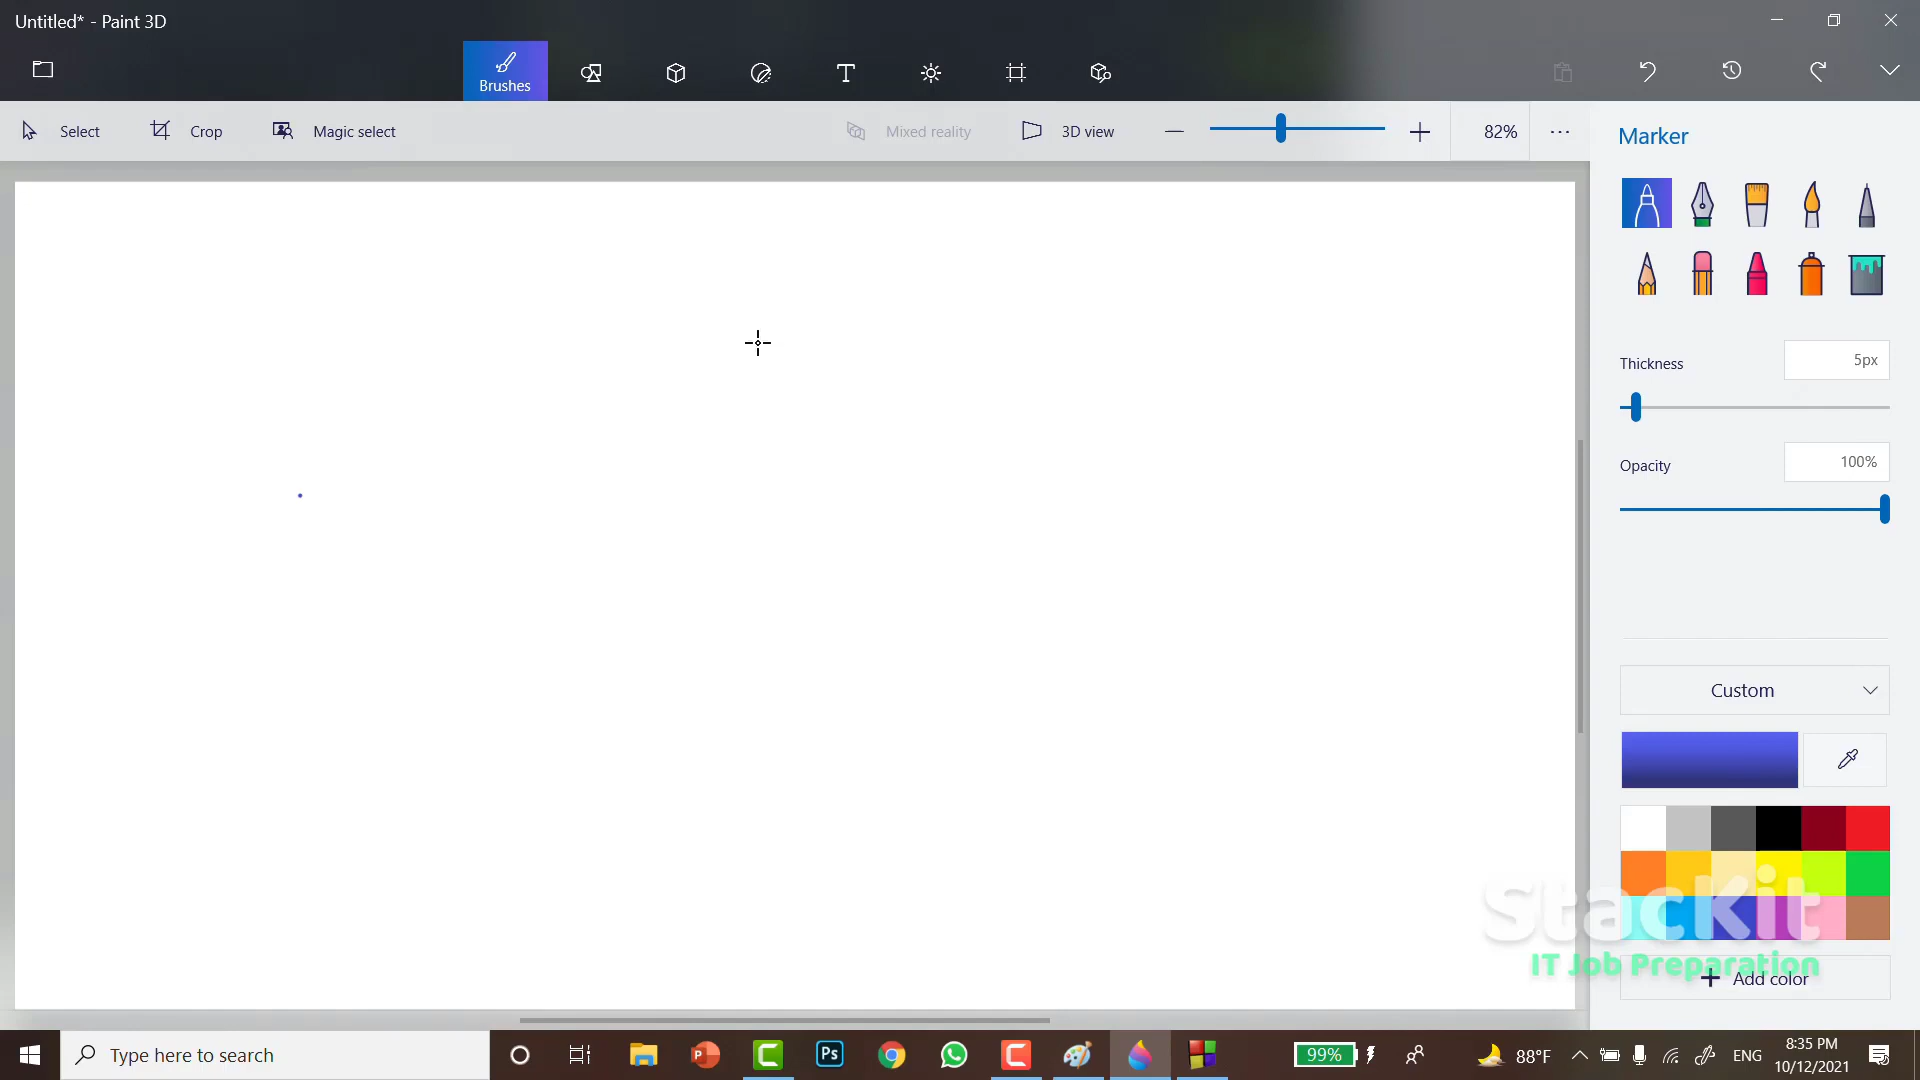 Untitled* - Paint 3D
Brushes
Select
Crop
Magic select
Mixed reality
3D view
82%
Marker
Thickness
5px
Opacity
100%
Custom
StackIt
IT Job Preparation
Add color
Type here to search
Ps
99%
88°F
ENG
8:35 PM
10/12/2021